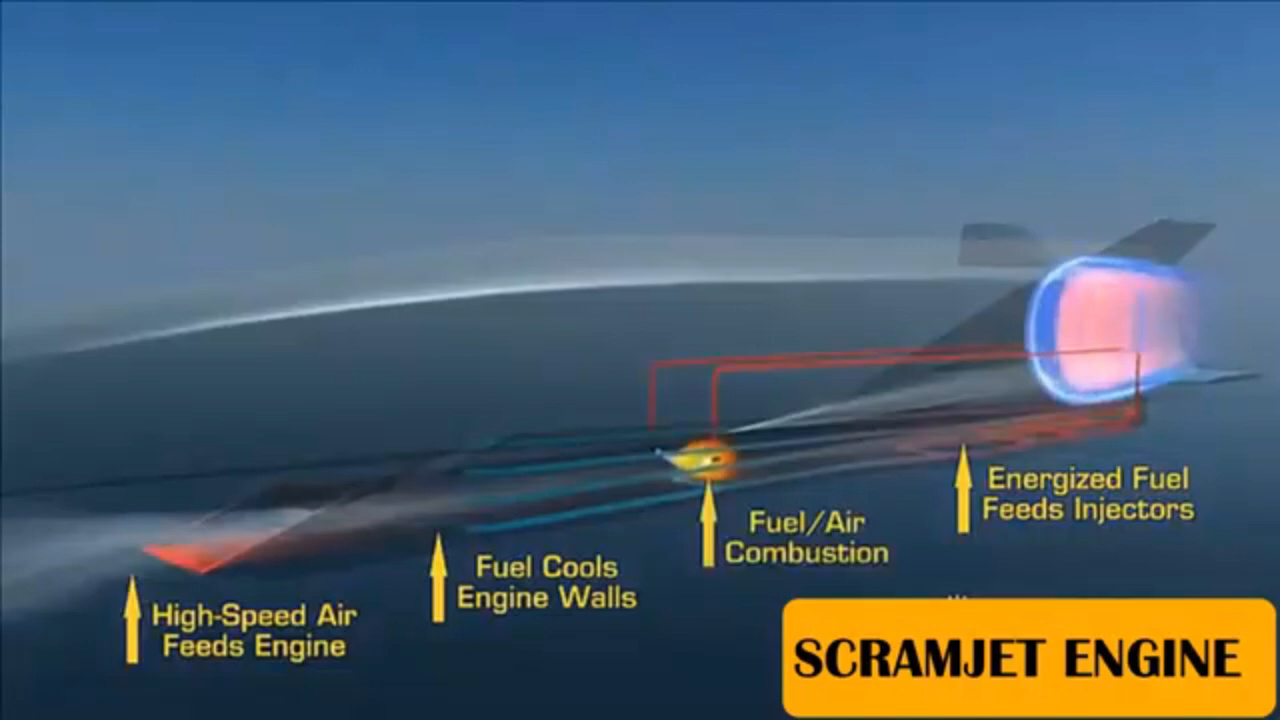 High-Speed Air
Feeds Engine
Fuel Cools
Engine Walls
Fuel/Air
Combustion
Energized Fuel
Feeds Injectors
SCRAMJET ENGINE